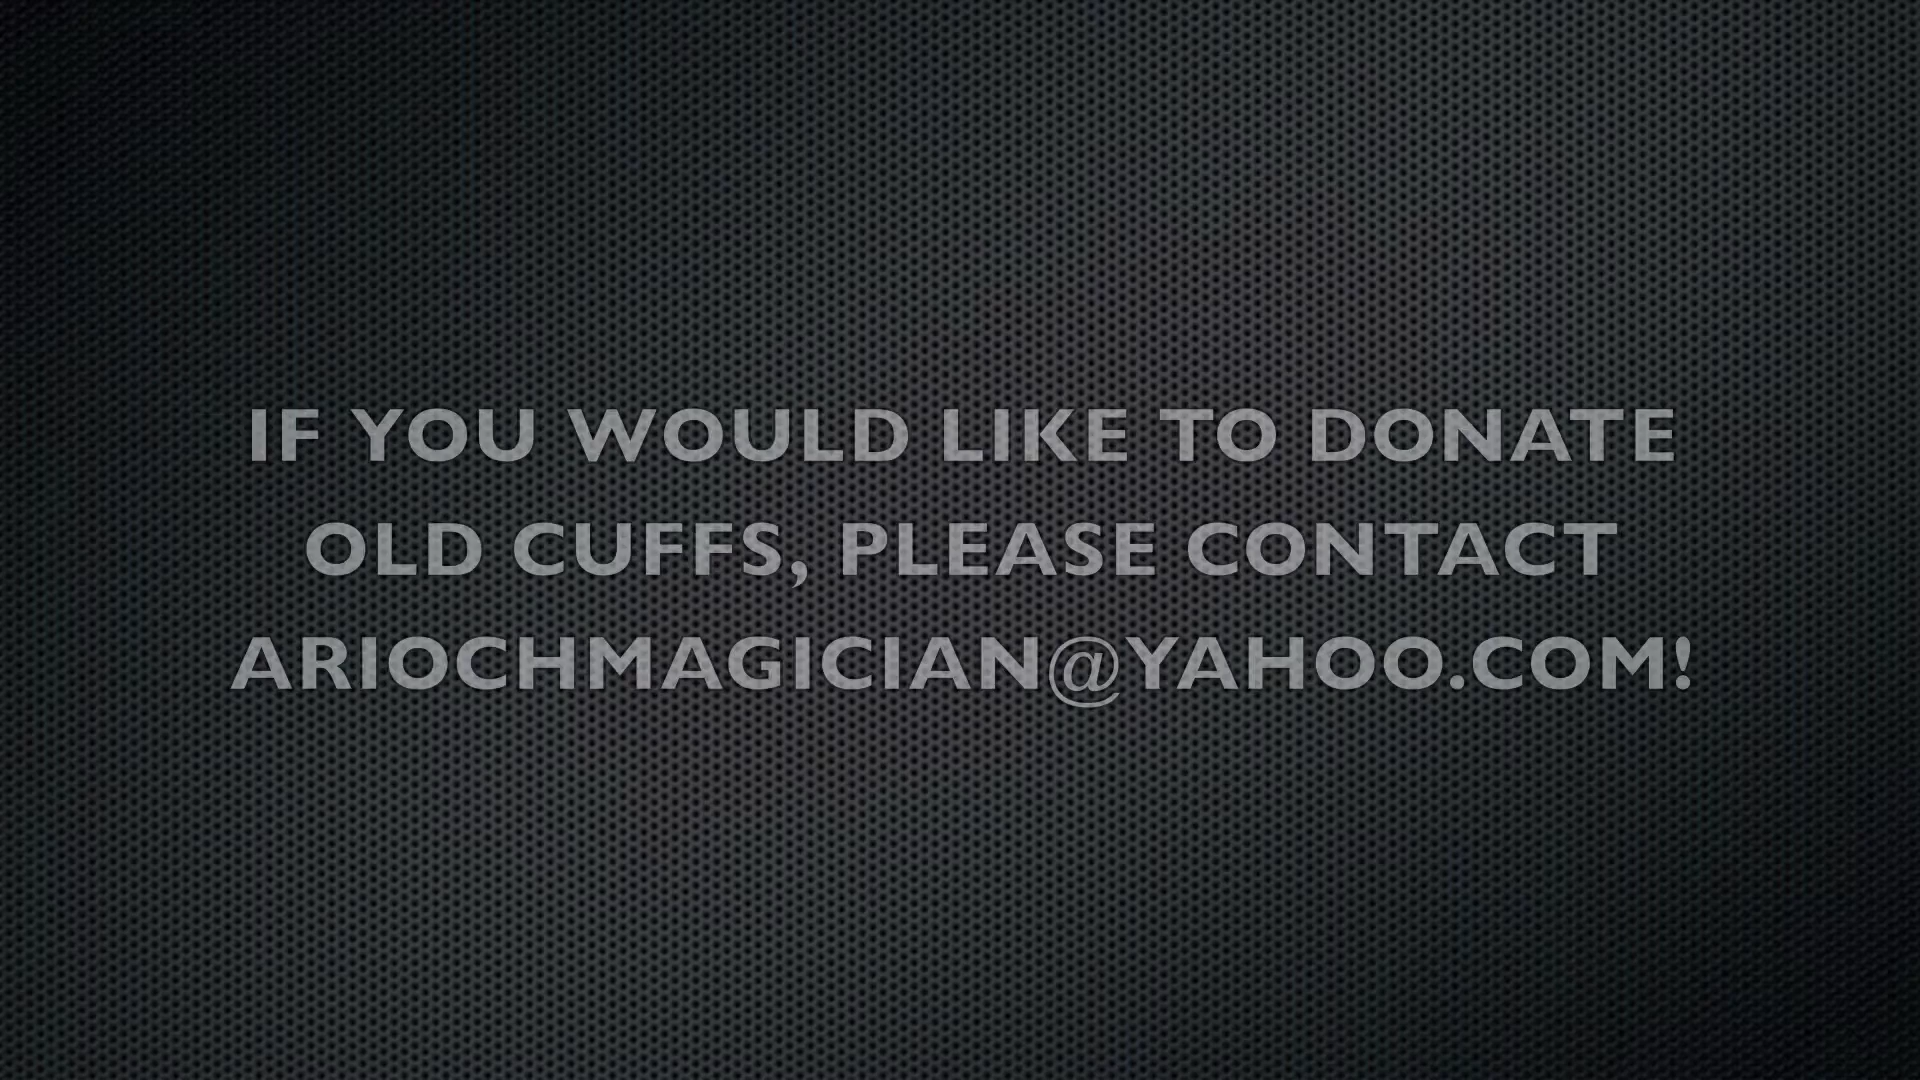 IF YOU WOULD LIKE TO DONATE
OLD CUFFS, PLEASE CONTACT
ARIOCHMAGICIAN@YAHOO.COM!